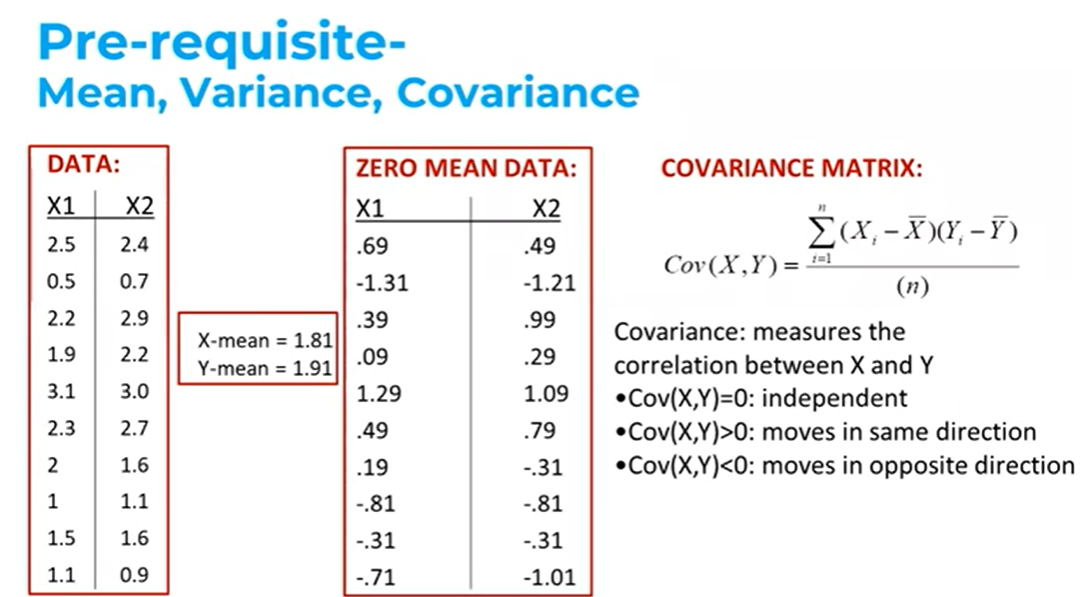 Pre-requisite-
Mean, Variance, Covariance
DATA:
X1 X2
2.5 2.4
0.5 0.7
2.2 2.9
1.9 2.2
3.1 3.0
2.3 2.7
2 1.6
1 1.1
1.5 1.6
1.1 0.9
X-mean = 1.81
Y-mean = 1.91
ZERO MEAN DATA:
X1 X2
.69 .49
-1.31 -1.21
.39 .99
.09 .29
1.29 1.09
.49 .79
.19 -.31
-.81 -.81
-.31 -.31
-.71 -1.01
COVARIANCE MATRIX:
Cov(X,Y) = \frac{\sum_{i=1}^{n}(X_i - \overline{X})(Y_i - \overline{Y})}{(n)}
Covariance: measures the
correlation between X and Y
•Cov(X,Y)=0: independent
•Cov(X,Y)>0: moves in same direction
•Cov(X,Y)<0: moves in opposite direction